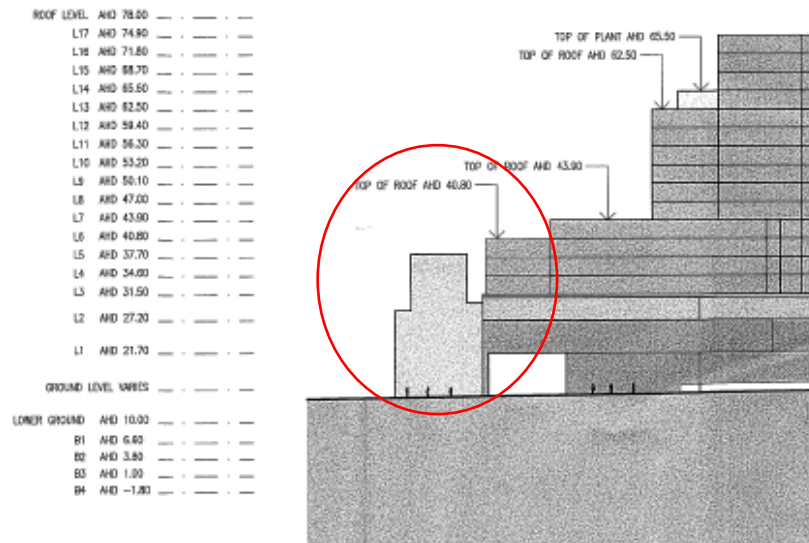 ROOF LEVEL AHD 78.00
L17 AHD 74.90
L16 AHD 71.80
L15 AHD 68.70
L14 AHD 65.60
L13 AHD 62.50
L12 AHD 59.40
L11 AHD 56.30
L10 AHD 53.20
L9 AHD 50.10
L8 AHD 47.00
L7 AHD 43.90
L6 AHD 40.80
L5 AHD 37.70
L4 AHD 34.60
L3 AHD 31.50
L2 AHD 27.20
L1 AHD 21.70
GROUND LEVEL VARIES
LOWER GROUND AHD 10.00
B1 AHD 6.60
B2 AHD 3.80
B3 AHD 1.00
B4 AHD -1.80
TOP OF PLANT AHD 65.50
TOP OF ROOF AHD 62.50
TOP OF ROOF AHD 43.90
TOP OF ROOF AHD 40.80